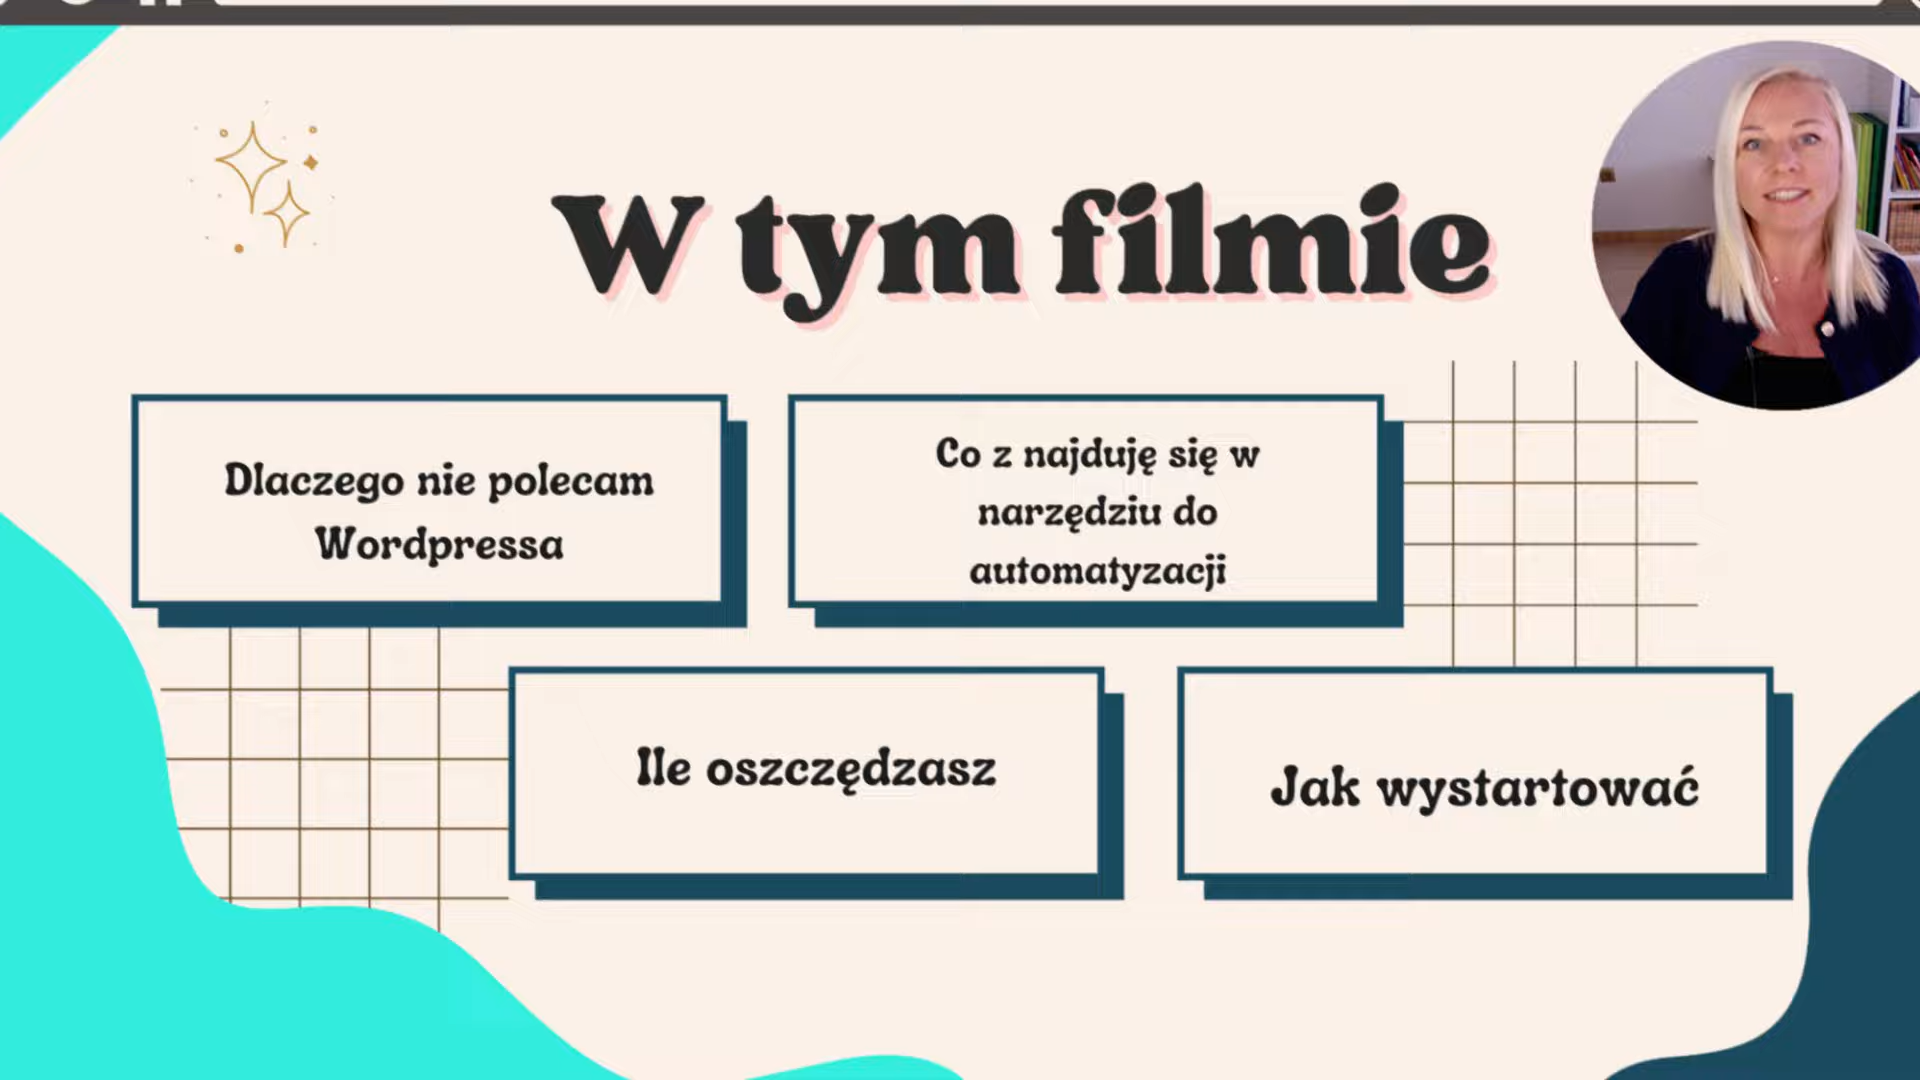 W tym filmie
Dlaczego nie polecam
Wordpressa
Co z najduję się w
narzędziu do
automatyzacji
Ile oszczędzasz
Jak wystartować